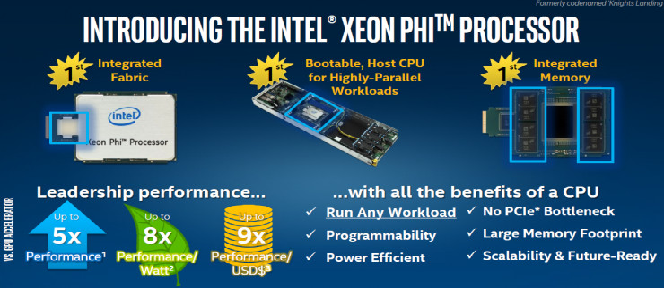 Formerly codenamed 'Knights Landing
INTRODUCING THE INTEL® XEON PHI™ PROCESSOR
1st
Integrated
Fabric
1st
Bootable, Host CPU
for Highly-Parallel
Workloads
1st
Integrated
Memory
intel
Xeon Phi™ Processor
Leadership performance...
VS. GPU ACCELERATOR
Up to
5x
Performance¹
Up to
8x
Performance/
Watt²
Up to
9x
Performance/
USD$³
...with all the benefits of a CPU
✓ Run Any Workload
✓ Programmability
✓ Power Efficient
✓ No PCIe* Bottleneck
✓ Large Memory Footprint
✓ Scalability & Future-Ready